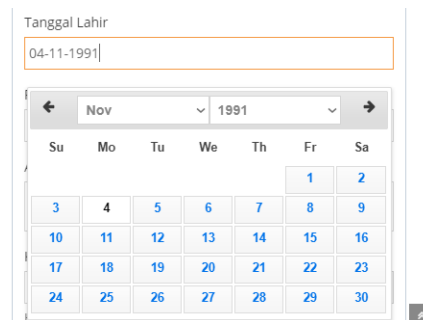 Tanggal Lahir
04-11-1991
Nov 1991
Su Mo Tu We Th Fr Sa
1 2
3 4 5 6 7 8 9
10 11 12 13 14 15 16
17 18 19 20 21 22 23
24 25 26 27 28 29 30